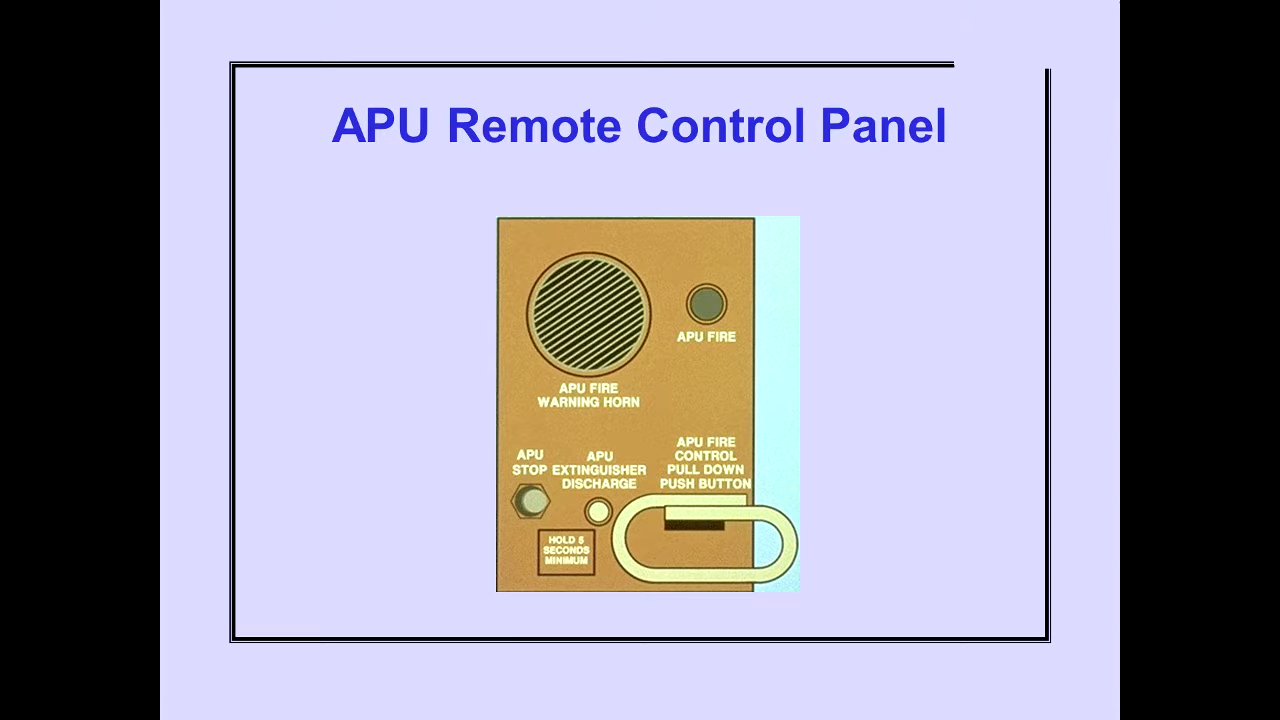 APU Remote Control Panel
APU FIRE
APU FIRE
WARNING HORN
APU
STOP
APU
EXTINGUISHER
DISCHARGE
APU FIRE
CONTROL
PULL DOWN
PUSH BUTTON
HOLD 5
SECONDS
MINIMUM